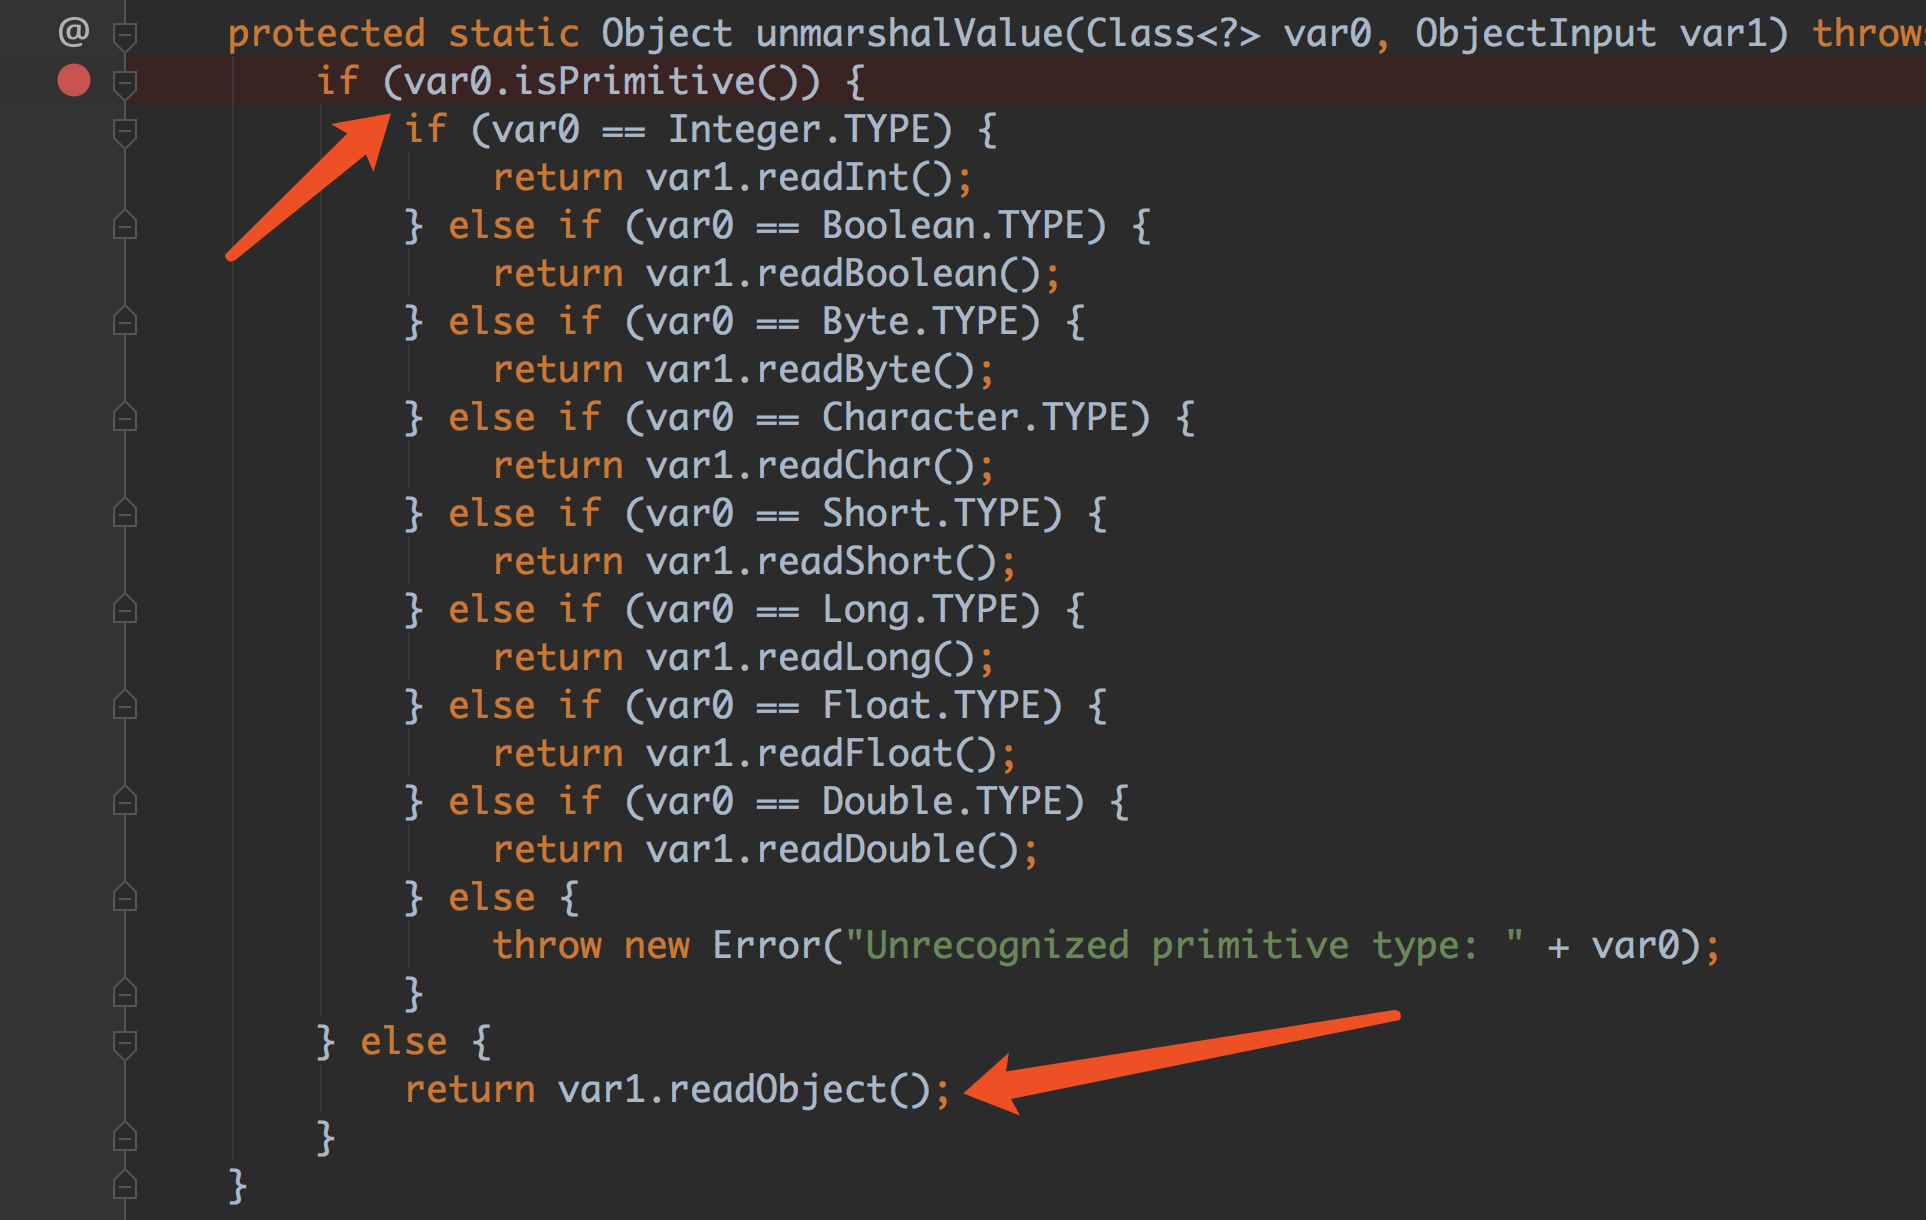 @ protected static Object unmarshalValue(Class<?> var0, ObjectInput var1) throws
if (var0.isPrimitive()) {
if (var0 == Integer.TYPE) {
return var1.readInt();
} else if (var0 == Boolean.TYPE) {
return var1.readBoolean();
} else if (var0 == Byte.TYPE) {
return var1.readByte();
} else if (var0 == Character.TYPE) {
return var1.readChar();
} else if (var0 == Short.TYPE) {
return var1.readShort();
} else if (var0 == Long.TYPE) {
return var1.readLong();
} else if (var0 == Float.TYPE) {
return var1.readFloat();
} else if (var0 == Double.TYPE) {
return var1.readDouble();
} else {
throw new Error("Unrecognized primitive type: " + var0);
}
} else {
return var1.readObject();
}
}